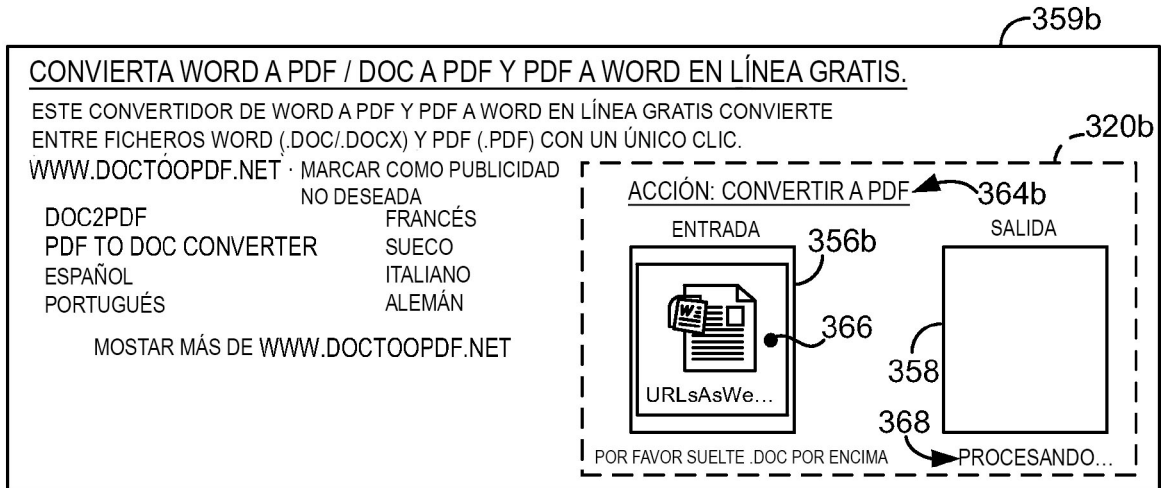 359b
CONVIERTA WORD A PDF / DOC A PDF Y PDF A WORD EN LÍNEA GRATIS.
ESTE CONVERTIDOR DE WORD A PDF Y PDF A WORD EN LÍNEA GRATIS CONVIERTE
ENTRE FICHEROS WORD (.DOC/.DOCX) Y PDF (.PDF) CON UN ÚNICO CLIC.
WWW.DOCTOOPDF.NET · MARCAR COMO PUBLICIDAD
NO DESEADA
DOC2PDF
FRANCÉS
PDF TO DOC CONVERTER
SUECO
ESPAÑOL
ITALIANO
PORTUGUÉS
ALEMÁN
MOSTAR MÁS DE WWW.DOCTOOPDF.NET
320b
ACCIÓN: CONVERTIR A PDF
364b
ENTRADA
SALIDA
356b
W
366
URLsAsWe...
358
368
POR FAVOR SUELTE .DOC POR ENCIMA
PROCESANDO...